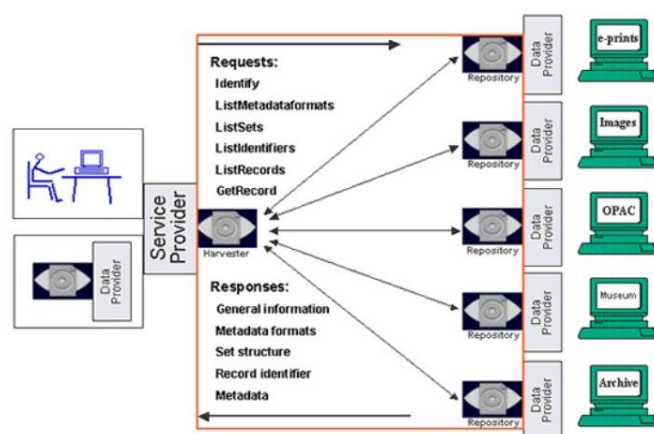 Requests:
Identify
ListMetadataformats
ListSets
ListIdentifiers
ListRecords
GetRecord
Service
Provider
Harvester
Data
Provider
Responses:
General information
Metadata formats
Set structure
Record identifier
Metadata
Repository
Data
Provider
e-prints
Repository
Data
Provider
Images
Repository
Data
Provider
OPAC
Repository
Data
Provider
Museum
Repository
Data
Provider
Archive